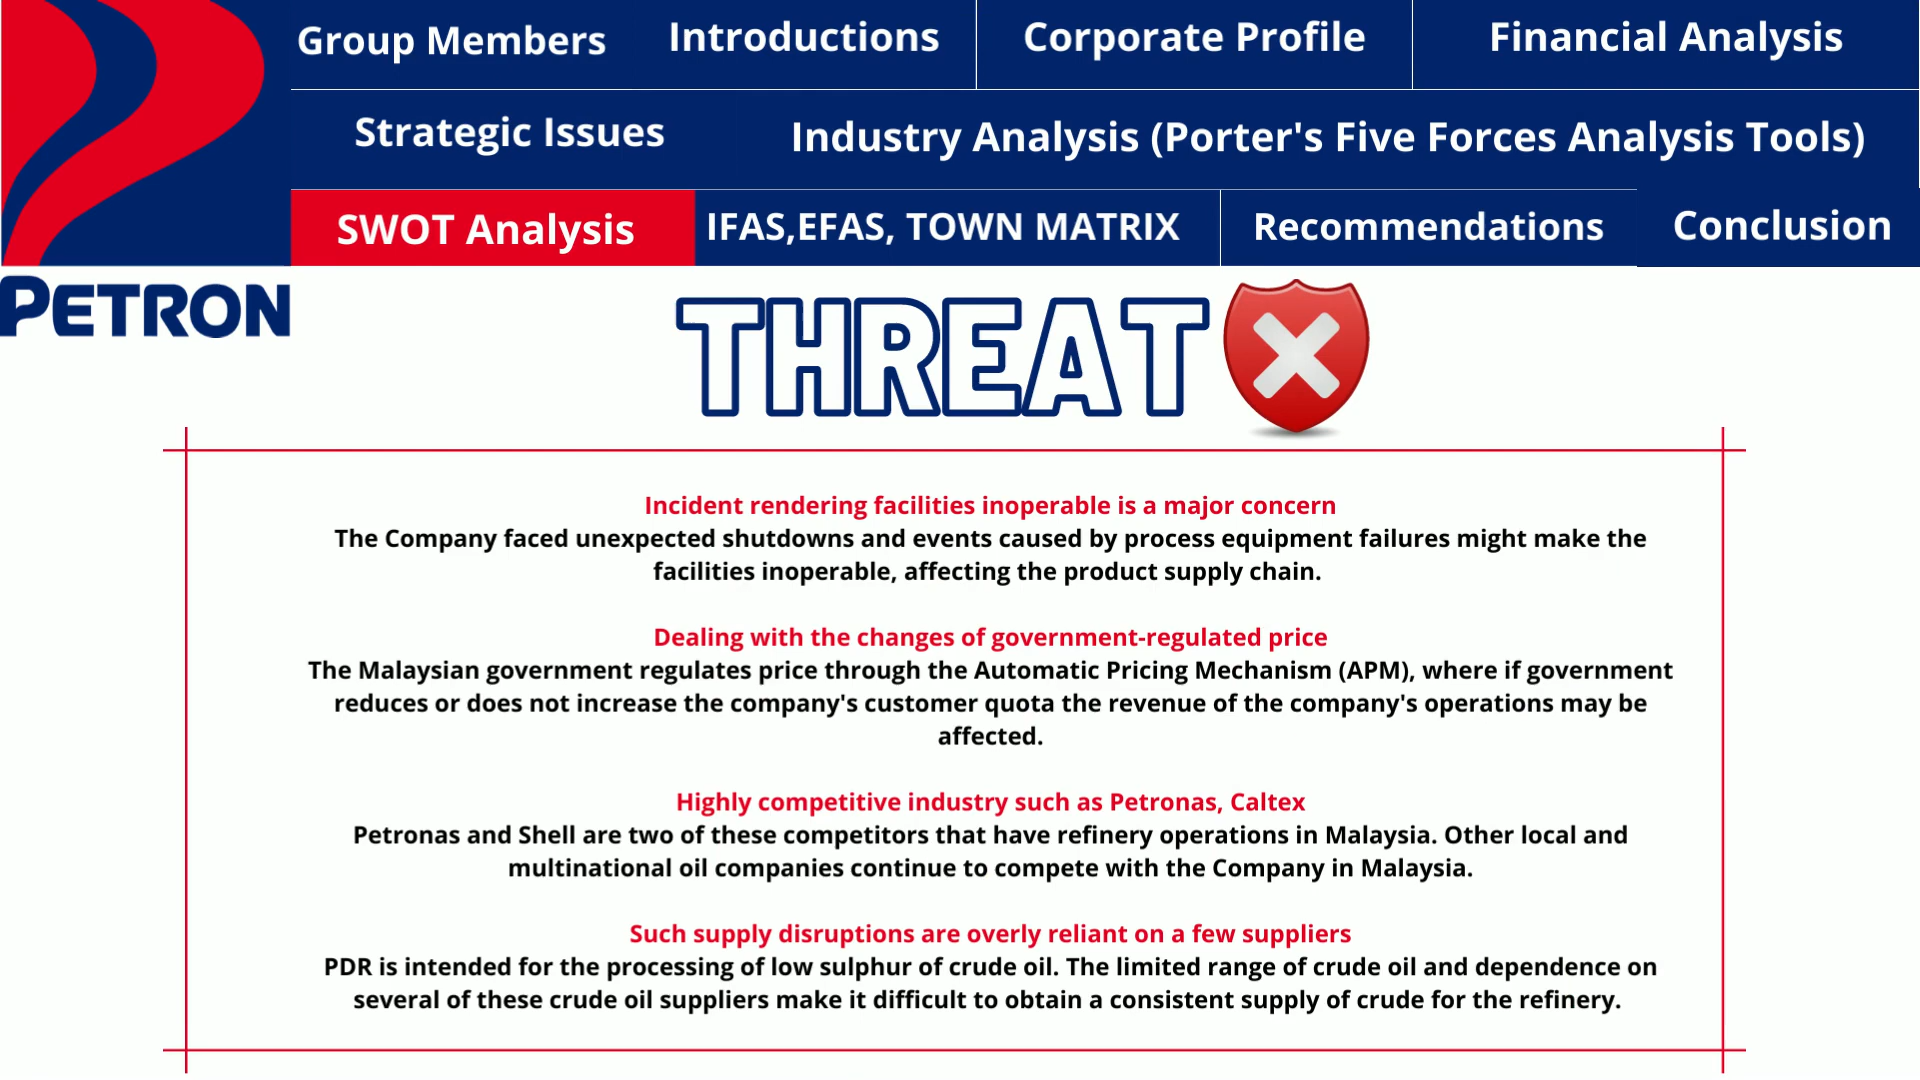 Group Members
Introductions
Corporate Profile
Financial Analysis
Strategic Issues
Industry Analysis (Porter's Five Forces Analysis Tools)
SWOT Analysis
IFAS,EFAS, TOWN MATRIX
Recommendations
Conclusion
PETRON
THREAT
Incident rendering facilities inoperable is a major concern
The Company faced unexpected shutdowns and events caused by process equipment failures might make the
facilities inoperable, affecting the product supply chain.
Dealing with the changes of government-regulated price
The Malaysian government regulates price through the Automatic Pricing Mechanism (APM), where if government
reduces or does not increase the company's customer quota the revenue of the company's operations may be
affected.
Highly competitive industry such as Petronas, Caltex
Petronas and Shell are two of these competitors that have refinery operations in Malaysia. Other local and
multinational oil companies continue to compete with the Company in Malaysia.
Such supply disruptions are overly reliant on a few suppliers
PDR is intended for the processing of low sulphur of crude oil. The limited range of crude oil and dependence on
several of these crude oil suppliers make it difficult to obtain a consistent supply of crude for the refinery.